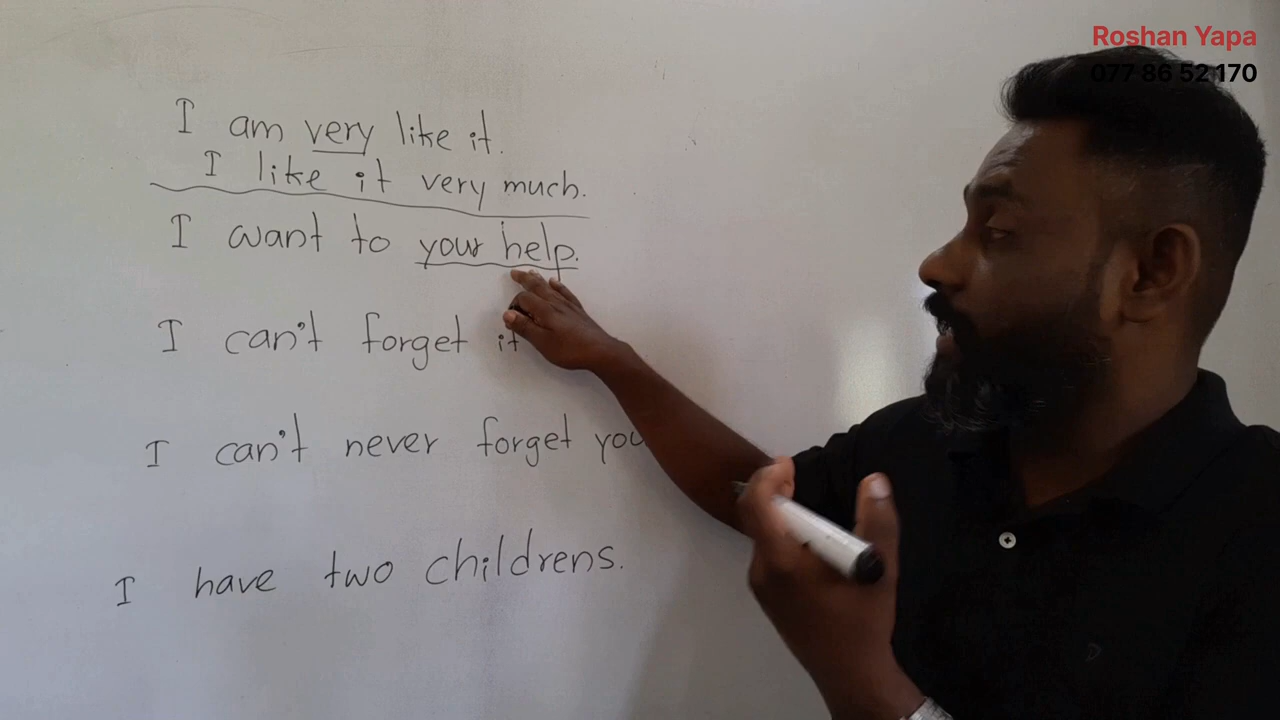 Roshan Yapa
077 86 52 170
I am very like it.
I like it very much.
I want to your help.
I can't forget it
I can't never forget you
I have two childrens.